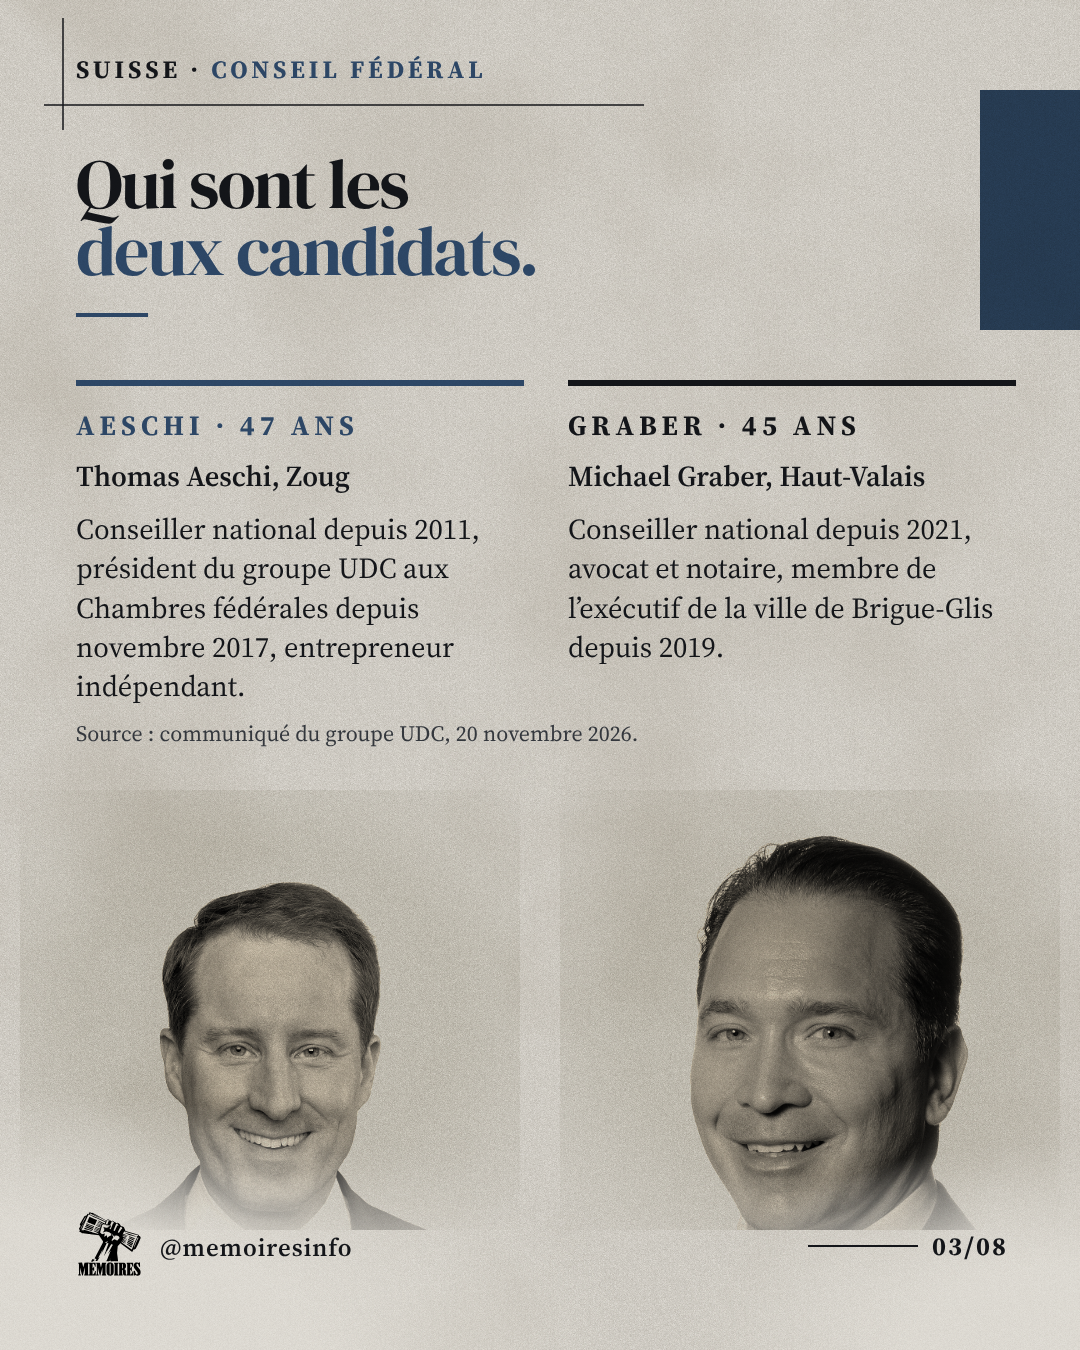 SUISSE · CONSEIL FÉDÉRAL
Qui sont les
deux candidats.
AESCHI · 47 ANS
Thomas Aeschi, Zoug
Conseiller national depuis 2011,
président du groupe UDC aux
Chambres fédérales depuis
novembre 2017, entrepreneur
indépendant.
GRABER · 45 ANS
Michael Graber, Haut-Valais
Conseiller national depuis 2021,
avocat et notaire, membre de
l’exécutif de la ville de Brigue-Glis
depuis 2019.
Source : communiqué du groupe UDC, 20 novembre 2026.
MÉMOIRES
@memoiresinfo
03/08